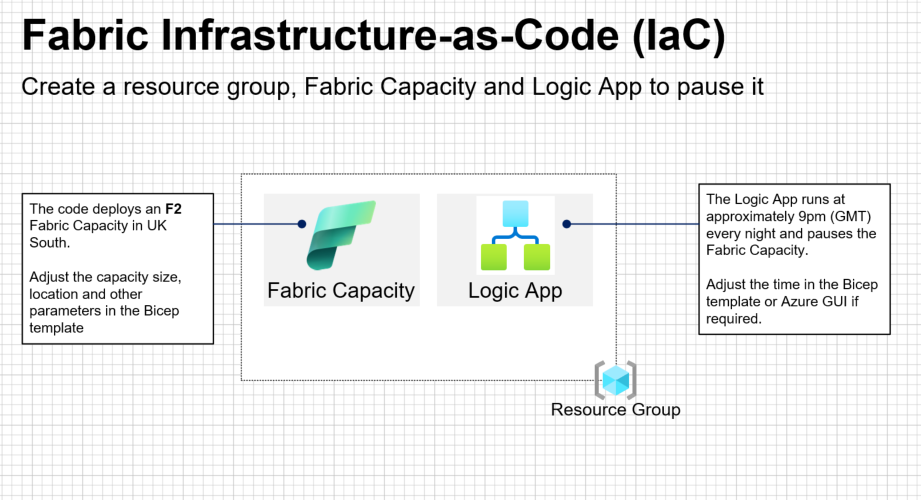 Fabric Infrastructure-as-Code (IaC)
Create a resource group, Fabric Capacity and Logic App to pause it
The code deploys an F2
Fabric Capacity in UK
South.
Adjust the capacity size,
location and other
parameters in the Bicep
template
Fabric Capacity
Logic App
The Logic App runs at
approximately 9pm (GMT)
every night and pauses the
Fabric Capacity.
Adjust the time in the Bicep
template or Azure GUI if
required.
Resource Group